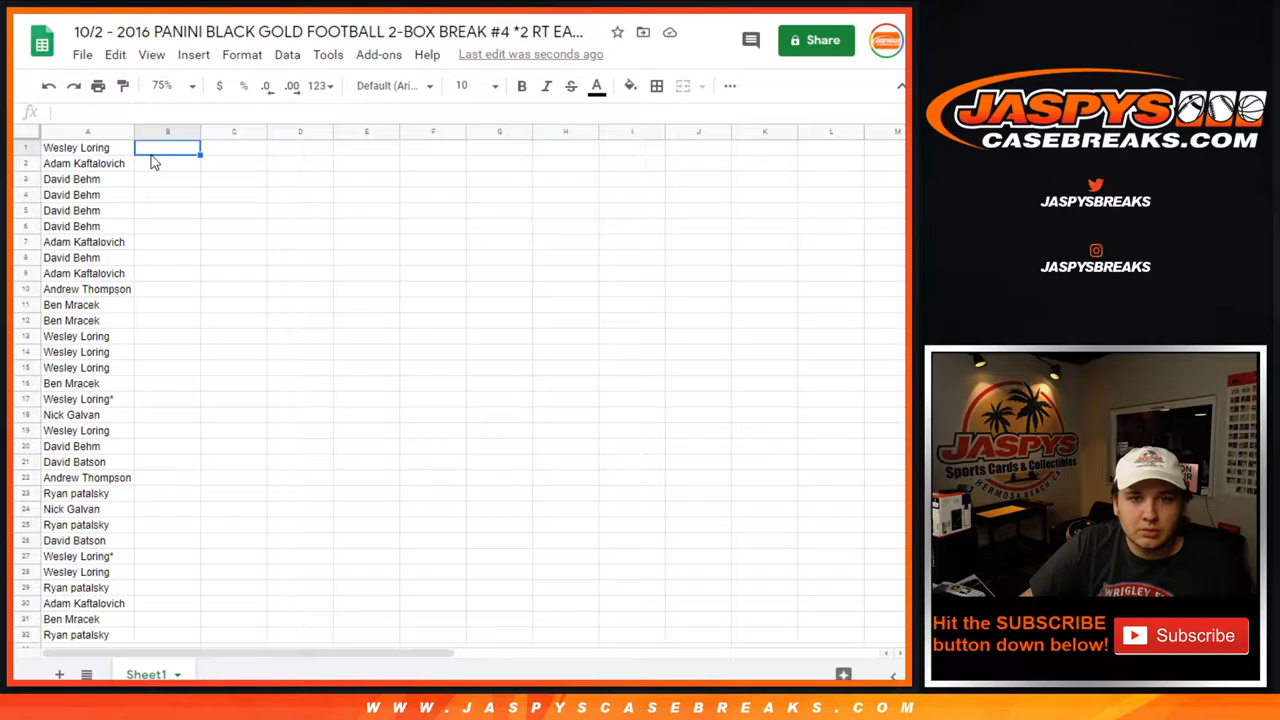 10/2 - 2016 PANINI BLACK GOLD FOOTBALL 2-BOX BREAK #4 *2 RT EA...
File Edit View Insert Format Data Tools Add-ons Help Last edit was seconds ago
Share
75% $ % .0 .00 123 Default (Ari... 10 B I S A
fx
A B C D E F G H I J K L M
1 Wesley Loring
2 Adam Kaftalovich
3 David Behm
4 David Behm
5 David Behm
6 David Behm
7 Adam Kaftalovich
8 David Behm
9 Adam Kaftalovich
10 Andrew Thompson
11 Ben Mracek
12 Ben Mracek
13 Wesley Loring
14 Wesley Loring
15 Wesley Loring
16 Ben Mracek
17 Wesley Loring*
18 Nick Galvan
19 Wesley Loring
20 David Behm
21 David Batson
22 Andrew Thompson
23 Ryan patalsky
24 Nick Galvan
25 Ryan patalsky
26 David Batson
27 Wesley Loring*
28 Wesley Loring
29 Ryan patalsky
30 Adam Kaftalovich
31 Ben Mracek
32 Ryan patalsky
Sheet1
JASPYS
CASEBREAKS.COM
JASPYSBREAKS
JASPYSBREAKS
JASPYS
Sports Cards & Collectibles
HERMOSA BEACH, CA
WRIGLEY
Hit the SUBSCRIBE
button down below!
Subscribe
WWW.JASPYSCASEBREAKS.COM